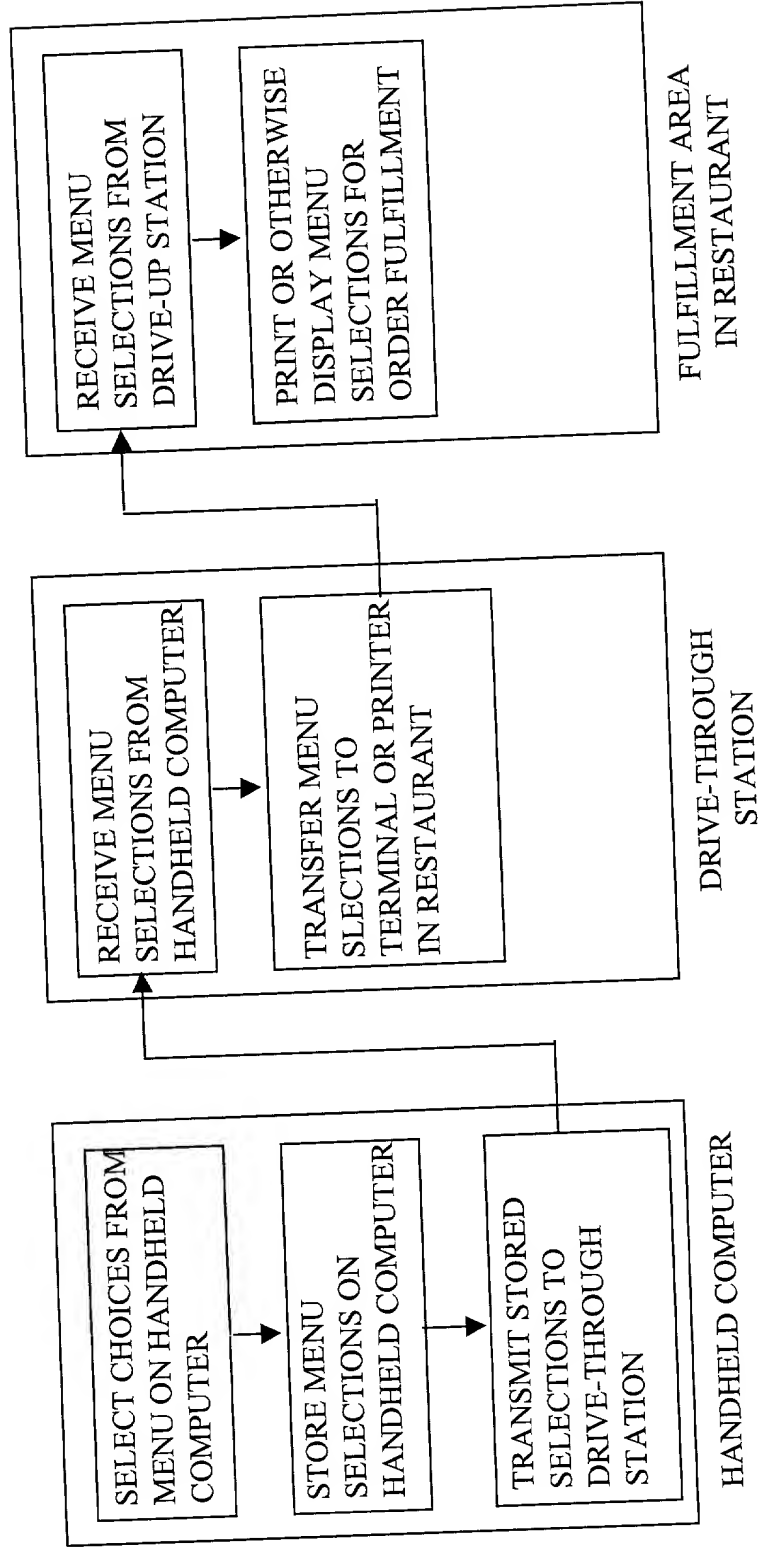 SELECT CHOICES FROM
MENU ON HANDHELD
COMPUTER
STORE MENU
SELECTIONS ON
HANDHELD COMPUTER
TRANSMIT STORED
SELECTIONS TO
DRIVE-THROUGH
STATION
HANDHELD COMPUTER
RECEIVE MENU
SELECTIONS FROM
HANDHELD COMPUTER
TRANSFER MENU
SLECTIONS TO
TERMINAL OR PRINTER
IN RESTAURANT
DRIVE-THROUGH
STATION
RECEIVE MENU
SELECTIONS FROM
DRIVE-UP STATION
PRINT OR OTHERWISE
DISPLAY MENU
SELECTIONS FOR
ORDER FULFILLMENT
FULFILLMENT AREA
IN RESTAURANT